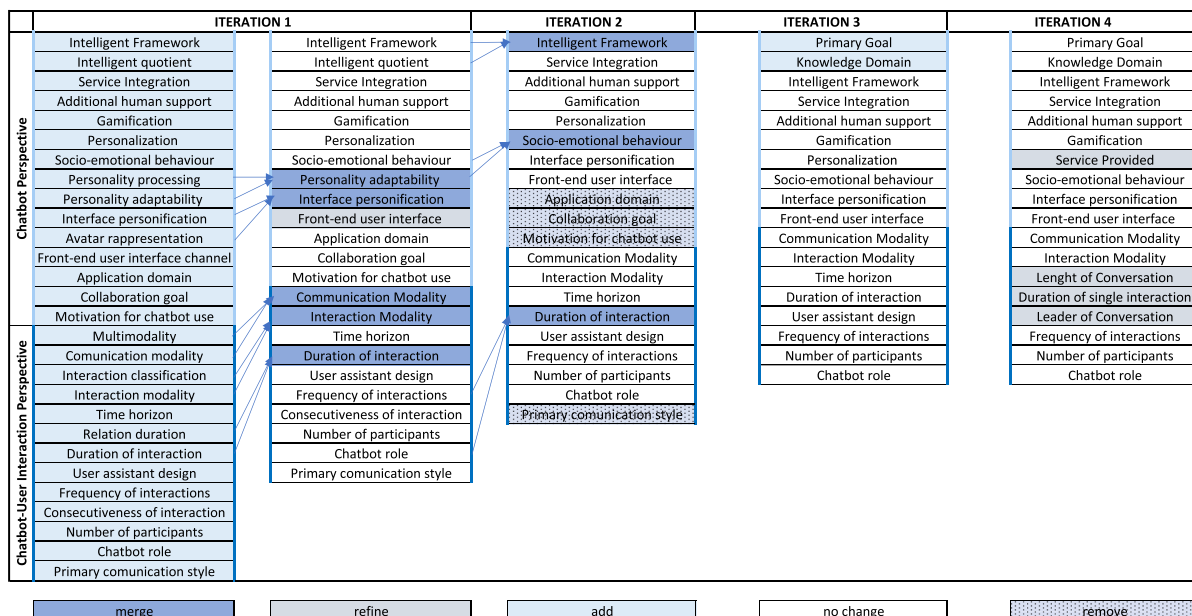 ITERATION 1
ITERATION 2
ITERATION 3
ITERATION 4
Chatbot Perspective
Chatbot-User Interaction Perspective
Intelligent Framework
Intelligent quotient
Service Integration
Additional human support
Gamification
Personalization
Socio-emotional behaviour
Personality processing
Personality adaptability
Interface personification
Avatar rappresentation
Front-end user interface channel
Application domain
Collaboration goal
Motivation for chatbot use
Multimodality
Comunication modality
Interaction classification
Interaction modality
Time horizon
Relation duration
Duration of interaction
User assistant design
Frequency of interactions
Consecutiveness of interaction
Number of participants
Chatbot role
Primary comunication style
Intelligent Framework
Intelligent quotient
Service Integration
Additional human support
Gamification
Personalization
Socio-emotional behaviour
Personality adaptability
Interface personification
Front-end user interface
Application domain
Collaboration goal
Motivation for chatbot use
Communication Modality
Interaction Modality
Time horizon
Duration of interaction
User assistant design
Frequency of interactions
Consecutiveness of interaction
Number of participants
Chatbot role
Primary comunication style
Intelligent Framework
Service Integration
Additional human support
Gamification
Personalization
Socio-emotional behaviour
Interface personification
Front-end user interface
Application domain
Collaboration goal
Motivation for chatbot use
Communication Modality
Interaction Modality
Time horizon
Duration of interaction
User assistant design
Frequency of interactions
Number of participants
Chatbot role
Primary comunication style
Primary Goal
Knowledge Domain
Intelligent Framework
Service Integration
Additional human support
Gamification
Personalization
Socio-emotional behaviour
Interface personification
Front-end user interface
Communication Modality
Interaction Modality
Time horizon
Duration of interaction
User assistant design
Frequency of interactions
Number of participants
Chatbot role
Primary Goal
Knowledge Domain
Intelligent Framework
Service Integration
Additional human support
Gamification
Service Provided
Socio-emotional behaviour
Interface personification
Front-end user interface
Communication Modality
Interaction Modality
Lenght of Conversation
Duration of single interaction
Leader of Conversation
Frequency of interactions
Number of participants
Chatbot role
merge
refine
add
no change
remove